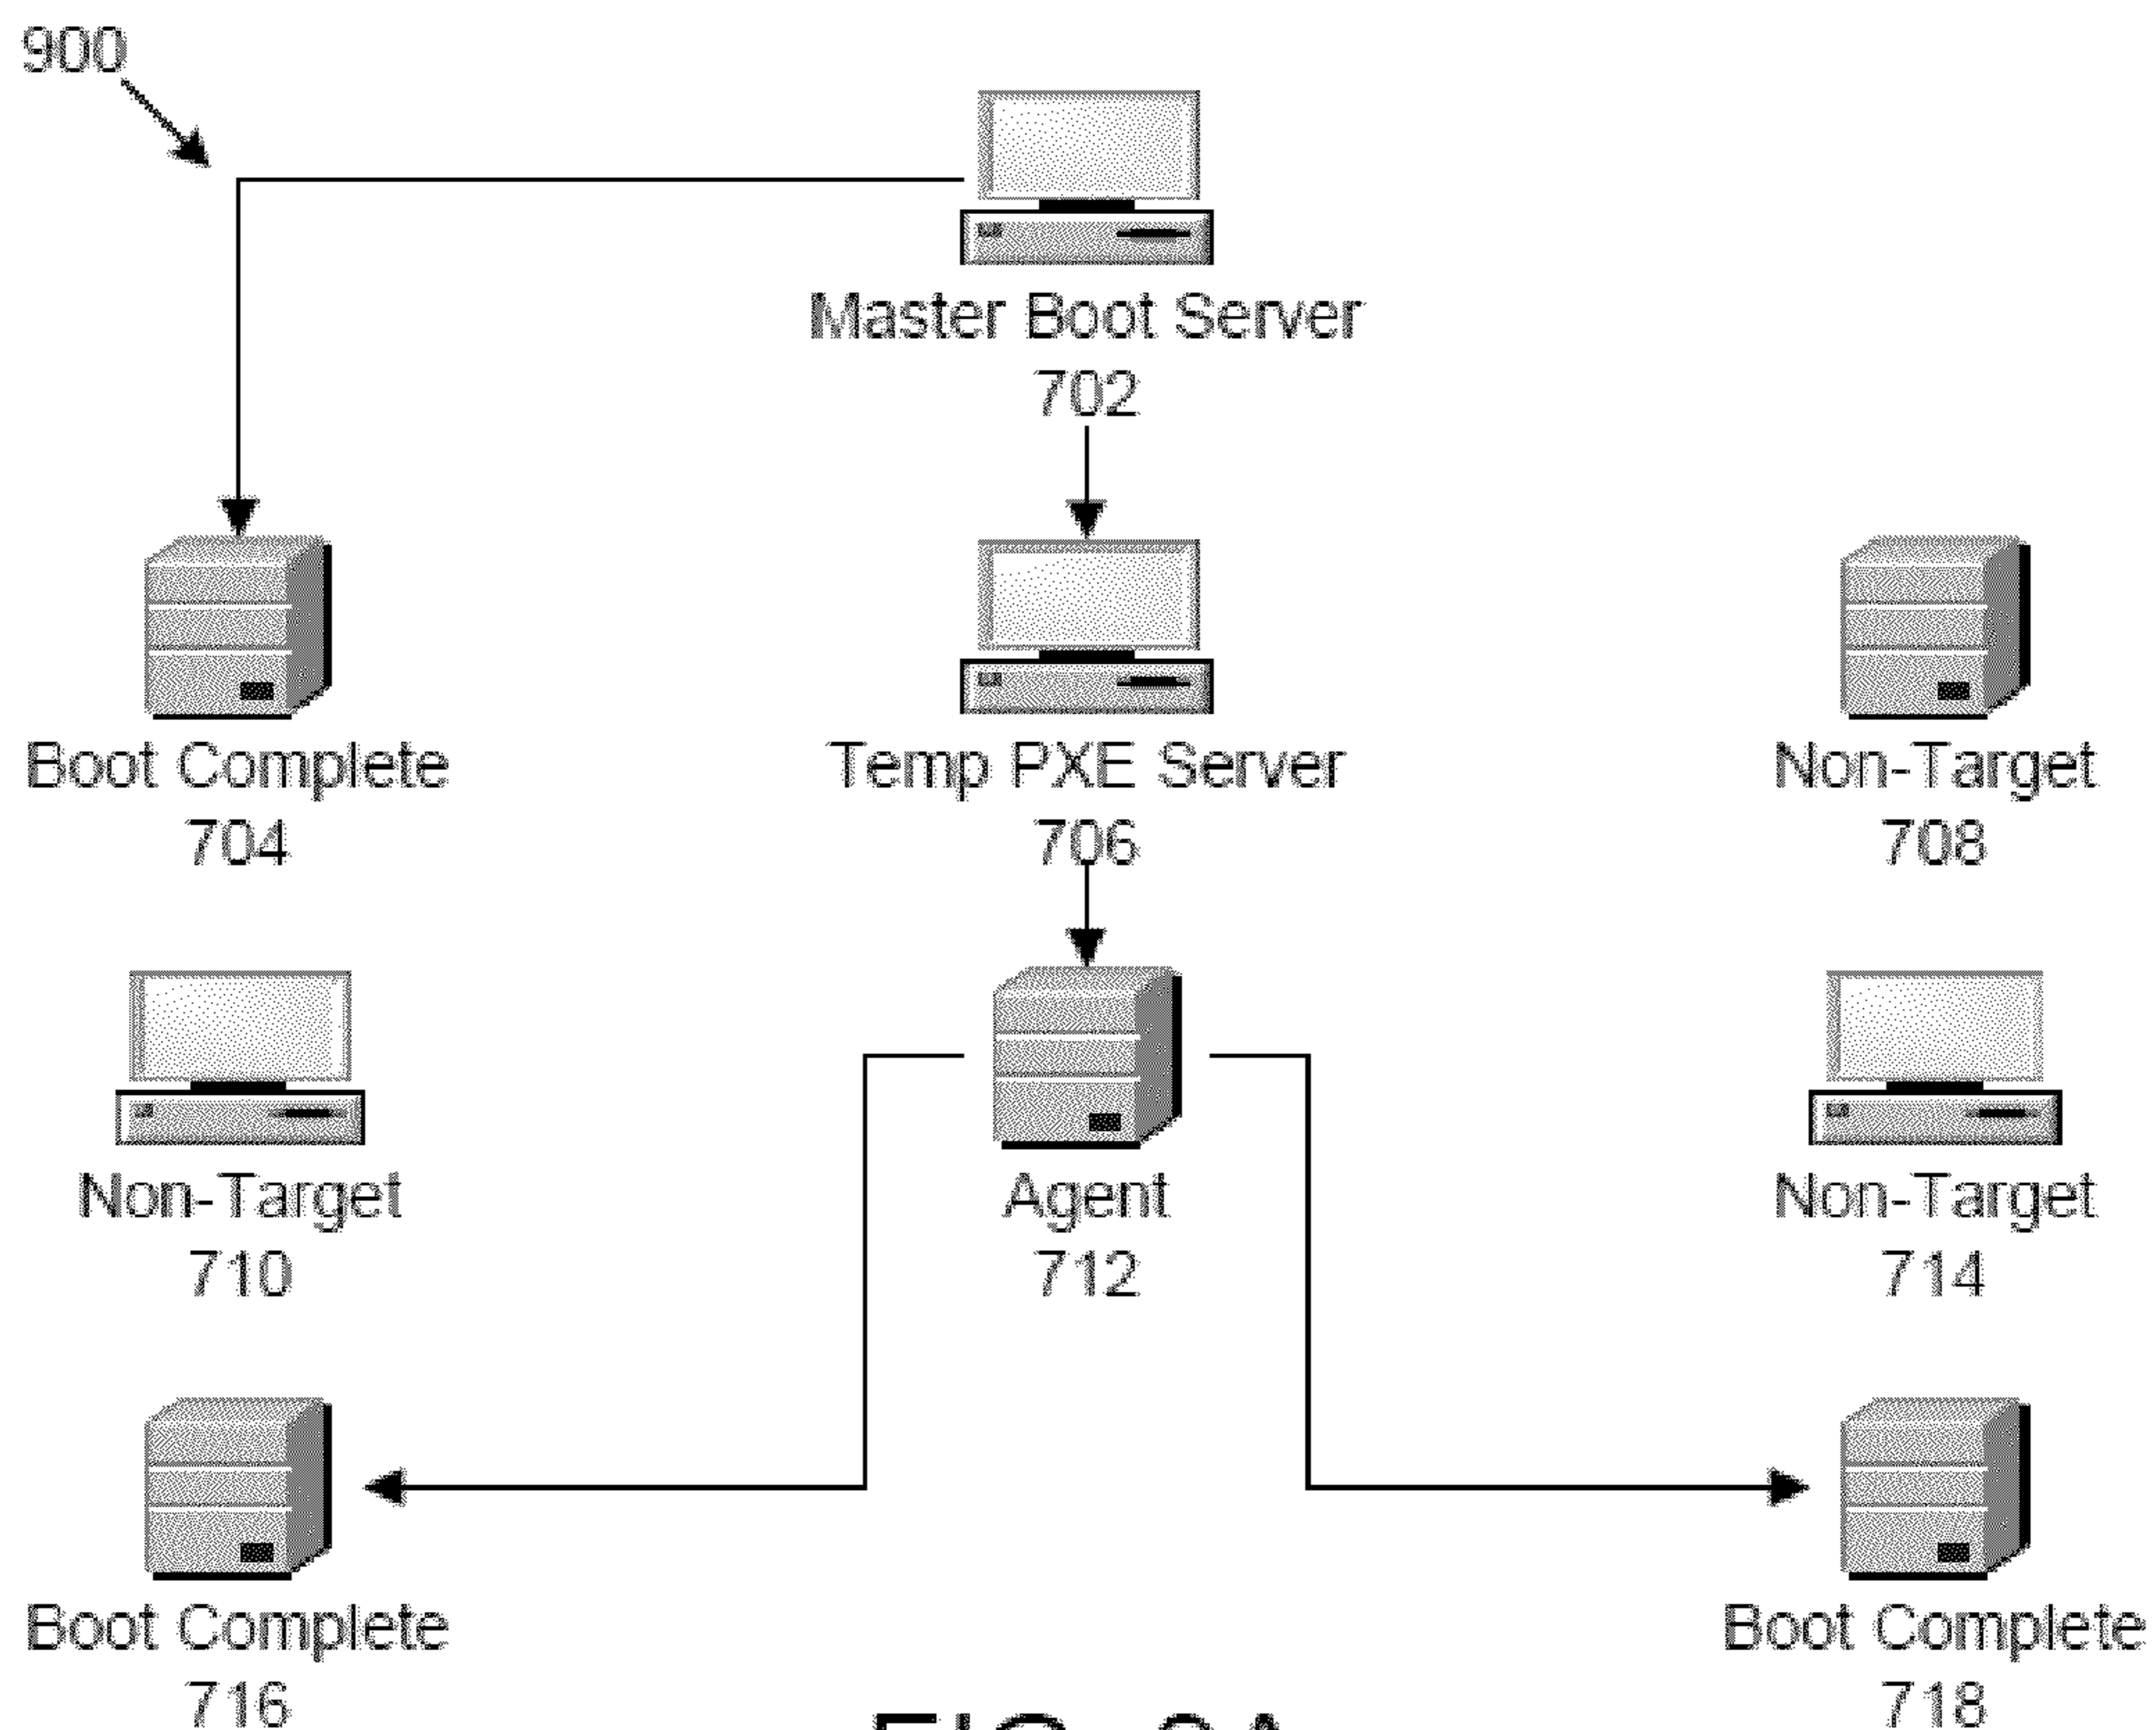 900
Master Boot Server
702
Boot Complete
704
Temp PXE Server
706
Non-Target
708
Non-Target
710
Agent
712
Non-Target
714
Boot Complete
716
Boot Complete
718